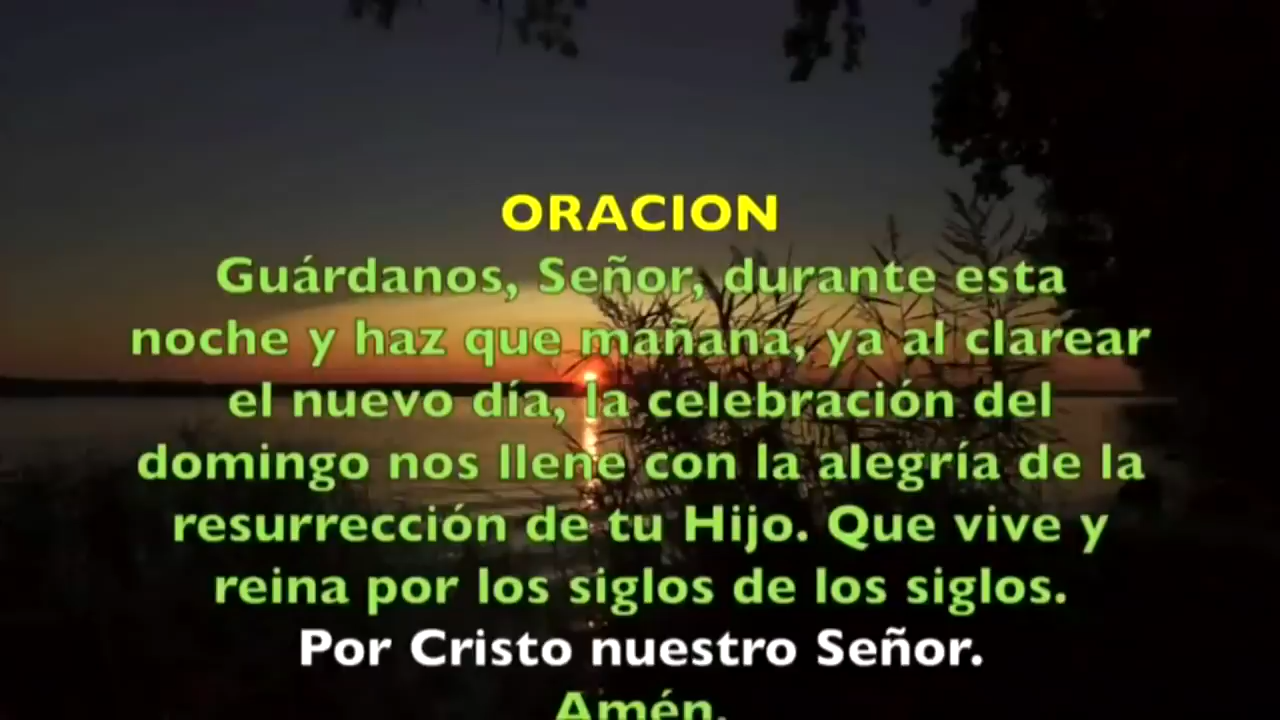 ORACION
Guárdanos, Señor, durante esta
noche y haz que mañana, ya al clarear
el nuevo día, la celebración del
domingo nos llene con la alegría de la
resurrección de tu Hijo. Que vive y
reina por los siglos de los siglos.
Por Cristo nuestro Señor.
Amén.